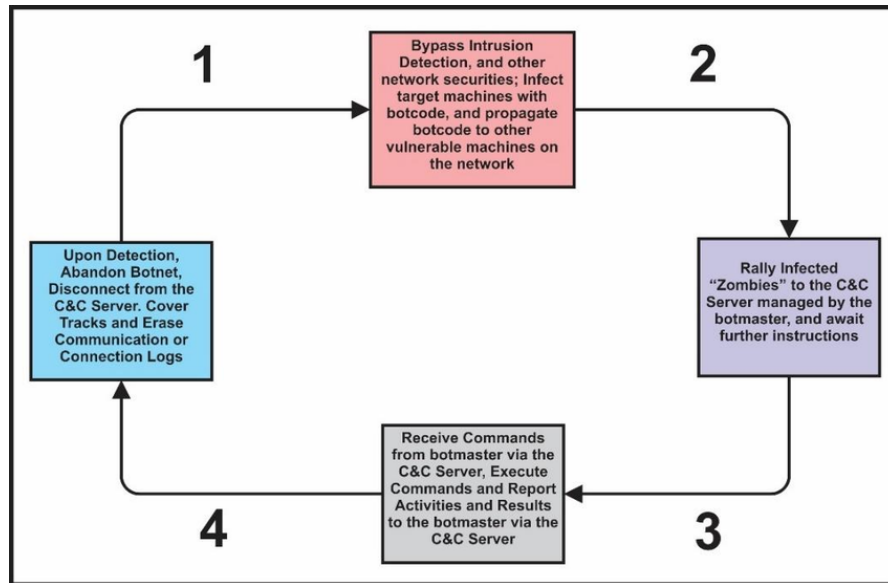 1
Bypass Intrusion
Detection, and other
network securities; Infect
target machines with
botcode, and propagate
botcode to other
vulnerable machines on
the network
2
Rally Infected
“Zombies” to the C&C
Server managed by the
botmaster, and await
further instructions
3
Receive Commands
from botmaster via the
C&C Server, Execute
Commands and Report
Activities and Results
to the botmaster via the
C&C Server
4
Upon Detection,
Abandon Botnet,
Disconnect from the
C&C Server. Cover
Tracks and Erase
Communication or
Connection Logs